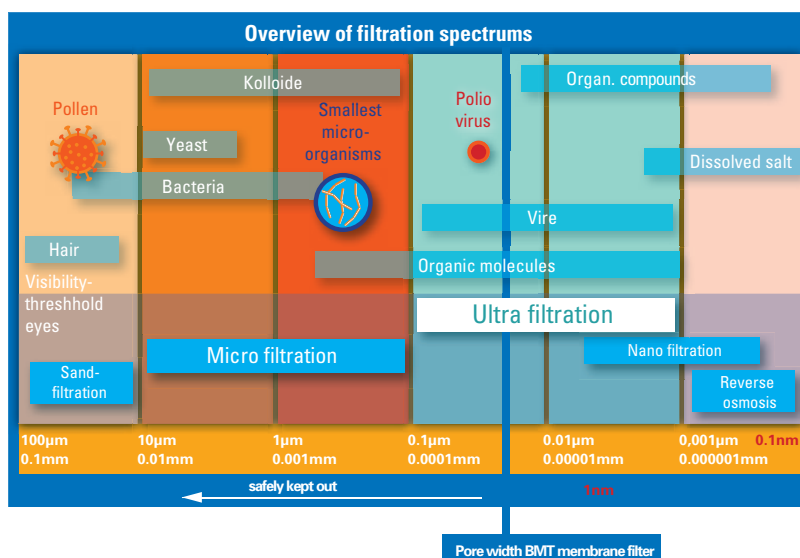 Overview of filtration spectrums
Kolloide
Organ. compounds
Pollen
Smallest
micro-
organisms
Polio
virus
Yeast
Dissolved salt
Bacteria
Vire
Hair
Organic molecules
Visibility-
threshhold
eyes
Ultra filtration
Micro filtration
Nano filtration
Sand-
filtration
Reverse
osmosis
100µm 10µm 1µm 0.1µm 0.01µm 0,001µm 0.1nm
0.1mm 0.01mm 0.001mm 0.0001mm 0.00001mm 0.000001mm
safely kept out 1nm
Pore width BMT membrane filter